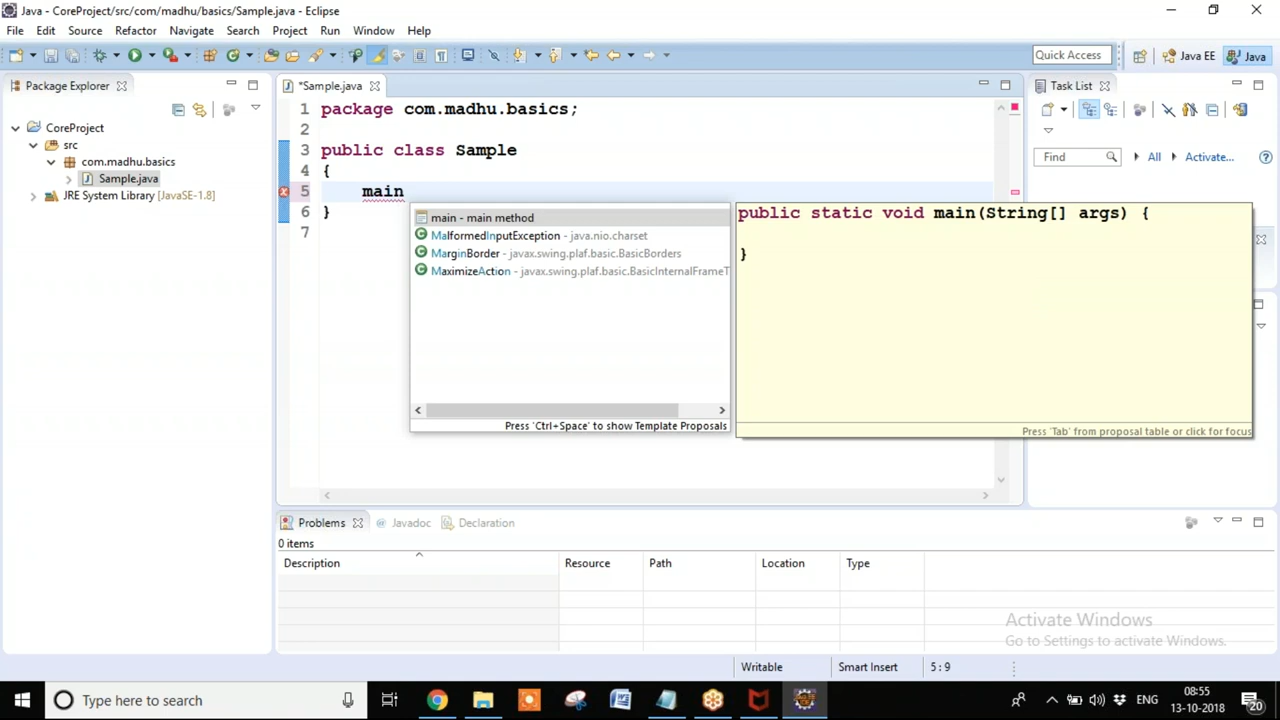 Java - CoreProject/src/com/madhu/basics/Sample.java - Eclipse
File Edit Source Refactor Navigate Search Project Run Window Help
Quick Access
Java EE
Java
Package Explorer
*Sample.java
Task List
CoreProject
src
com.madhu.basics
Sample.java
JRE System Library [JavaSE-1.8]
1 package com.madhu.basics;
2
3 public class Sample
4 {
5 main
6 }
7
main - main method
MalformedInputException - java.nio.charset
MarginBorder - javax.swing.plaf.basic.BasicBorders
MaximizeAction - javax.swing.plaf.basic.BasicInternalFrameT
Press 'Ctrl+Space' to show Template Proposals
public static void main(String[] args) {
}
Press 'Tab' from proposal table or click for focus
Find
All
Activate...
Problems
@ Javadoc
Declaration
0 items
Description Resource Path Location Type
Activate Windows
Go to Settings to activate Windows.
Writable Smart Insert 5 : 9
Type here to search
ENG
08:55
13-10-2018
20